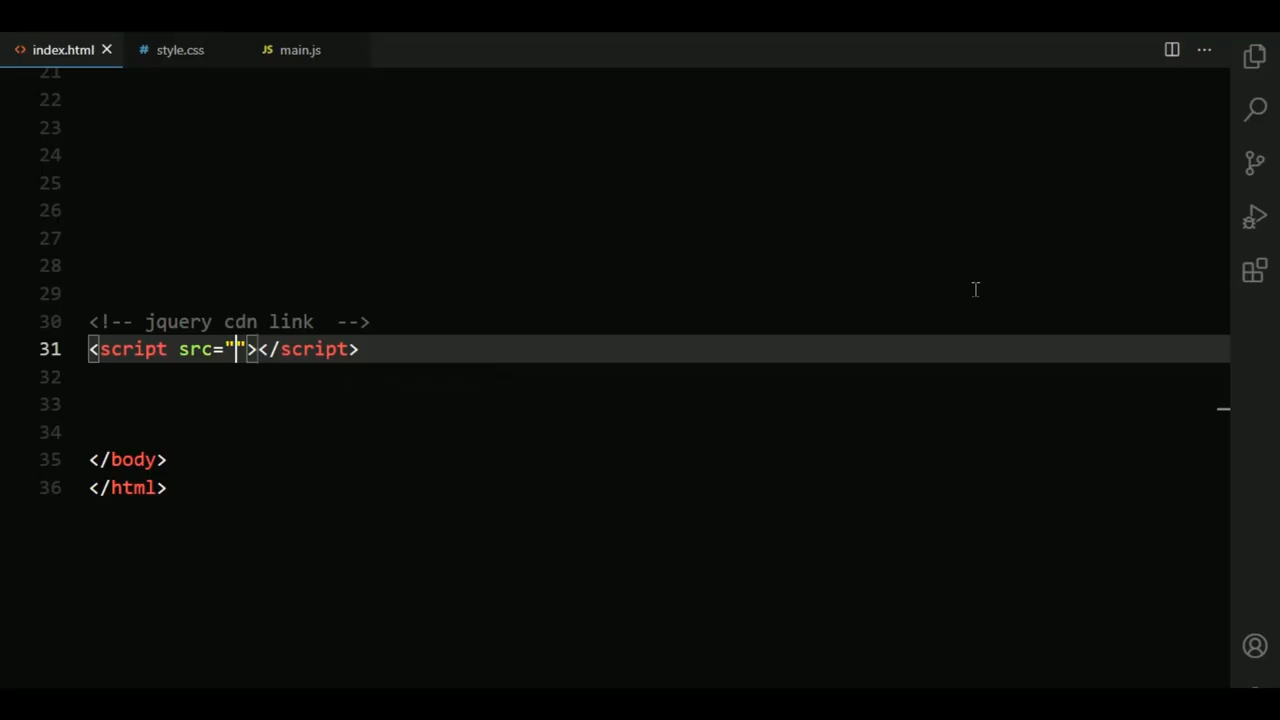 index.html
style.css
JS main.js
21
22
23
24
25
26
27
28
29
30 <!-- jquery cdn link  -->
31 <script src=""></script>
32
33
34
35 </body>
36 </html>